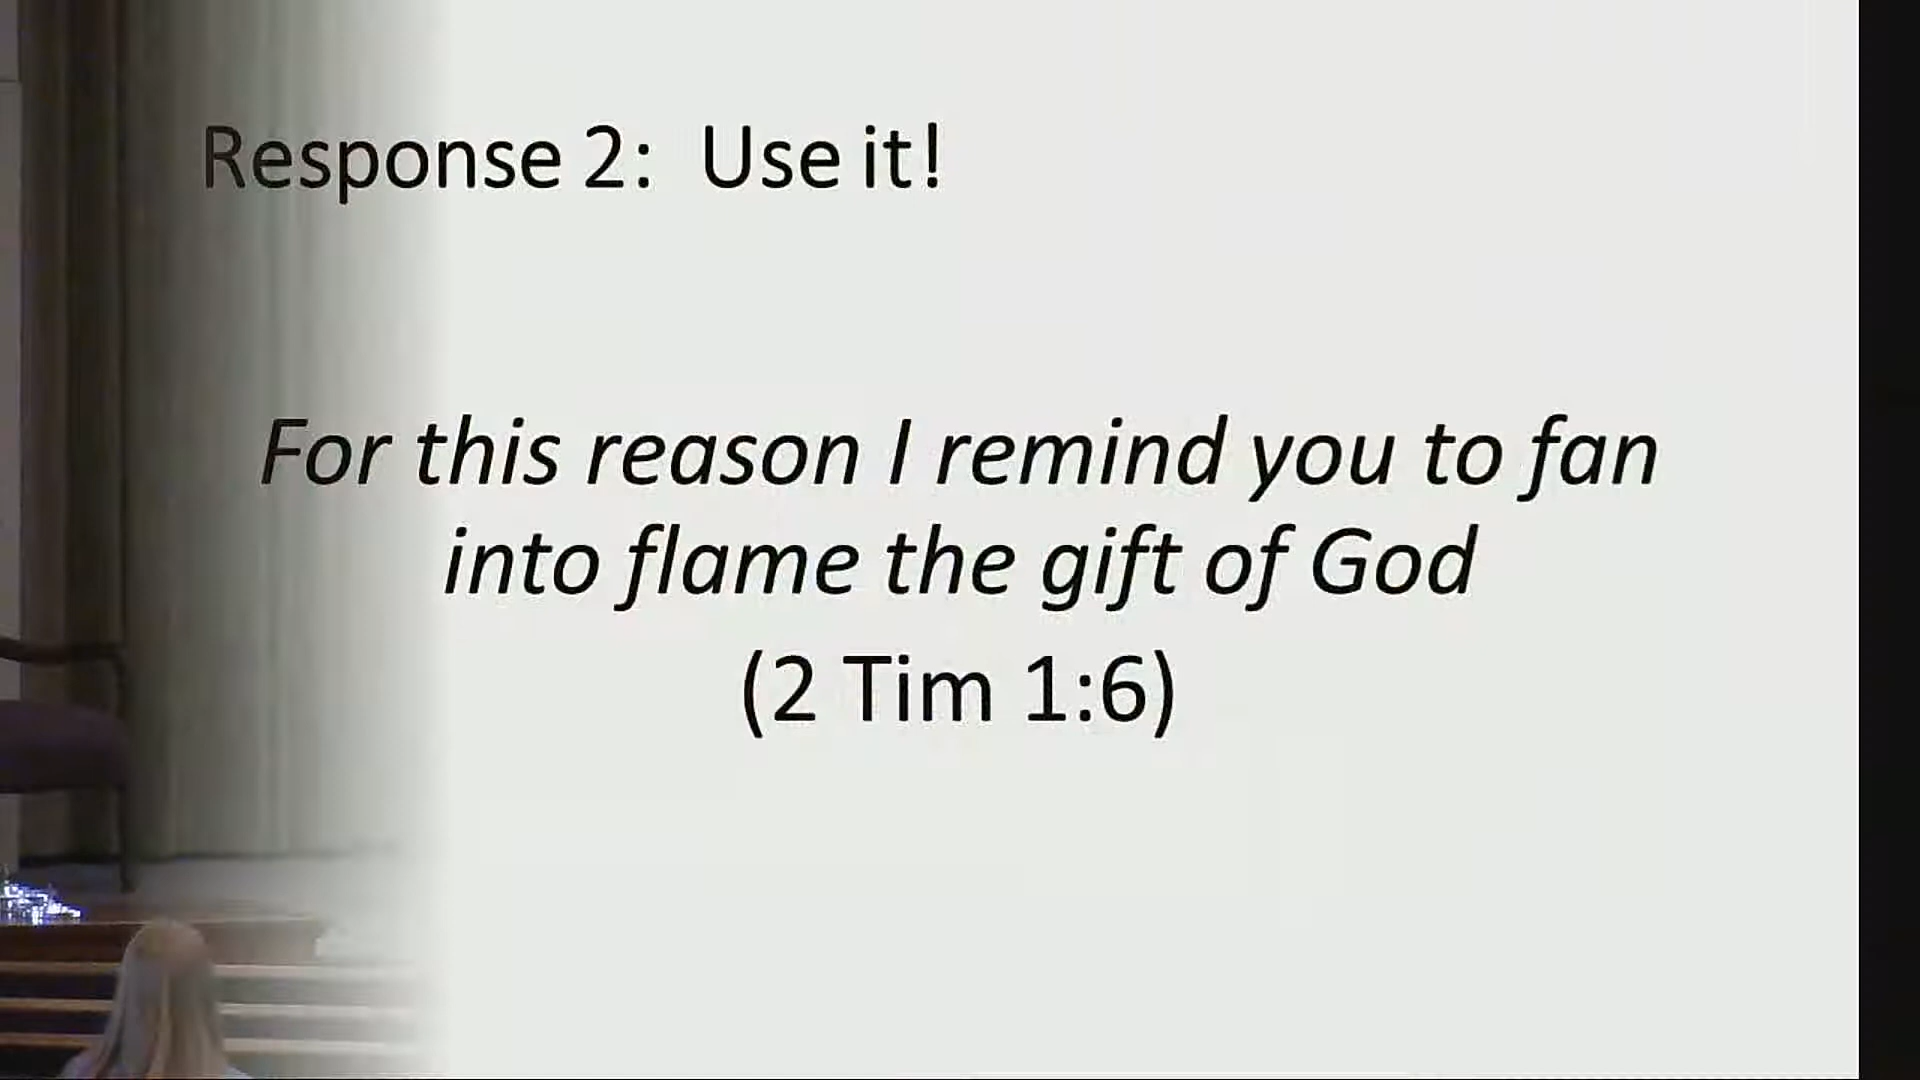 Response 2:  Use it!
For this reason I remind you to fan
into flame the gift of God
(2 Tim 1:6)